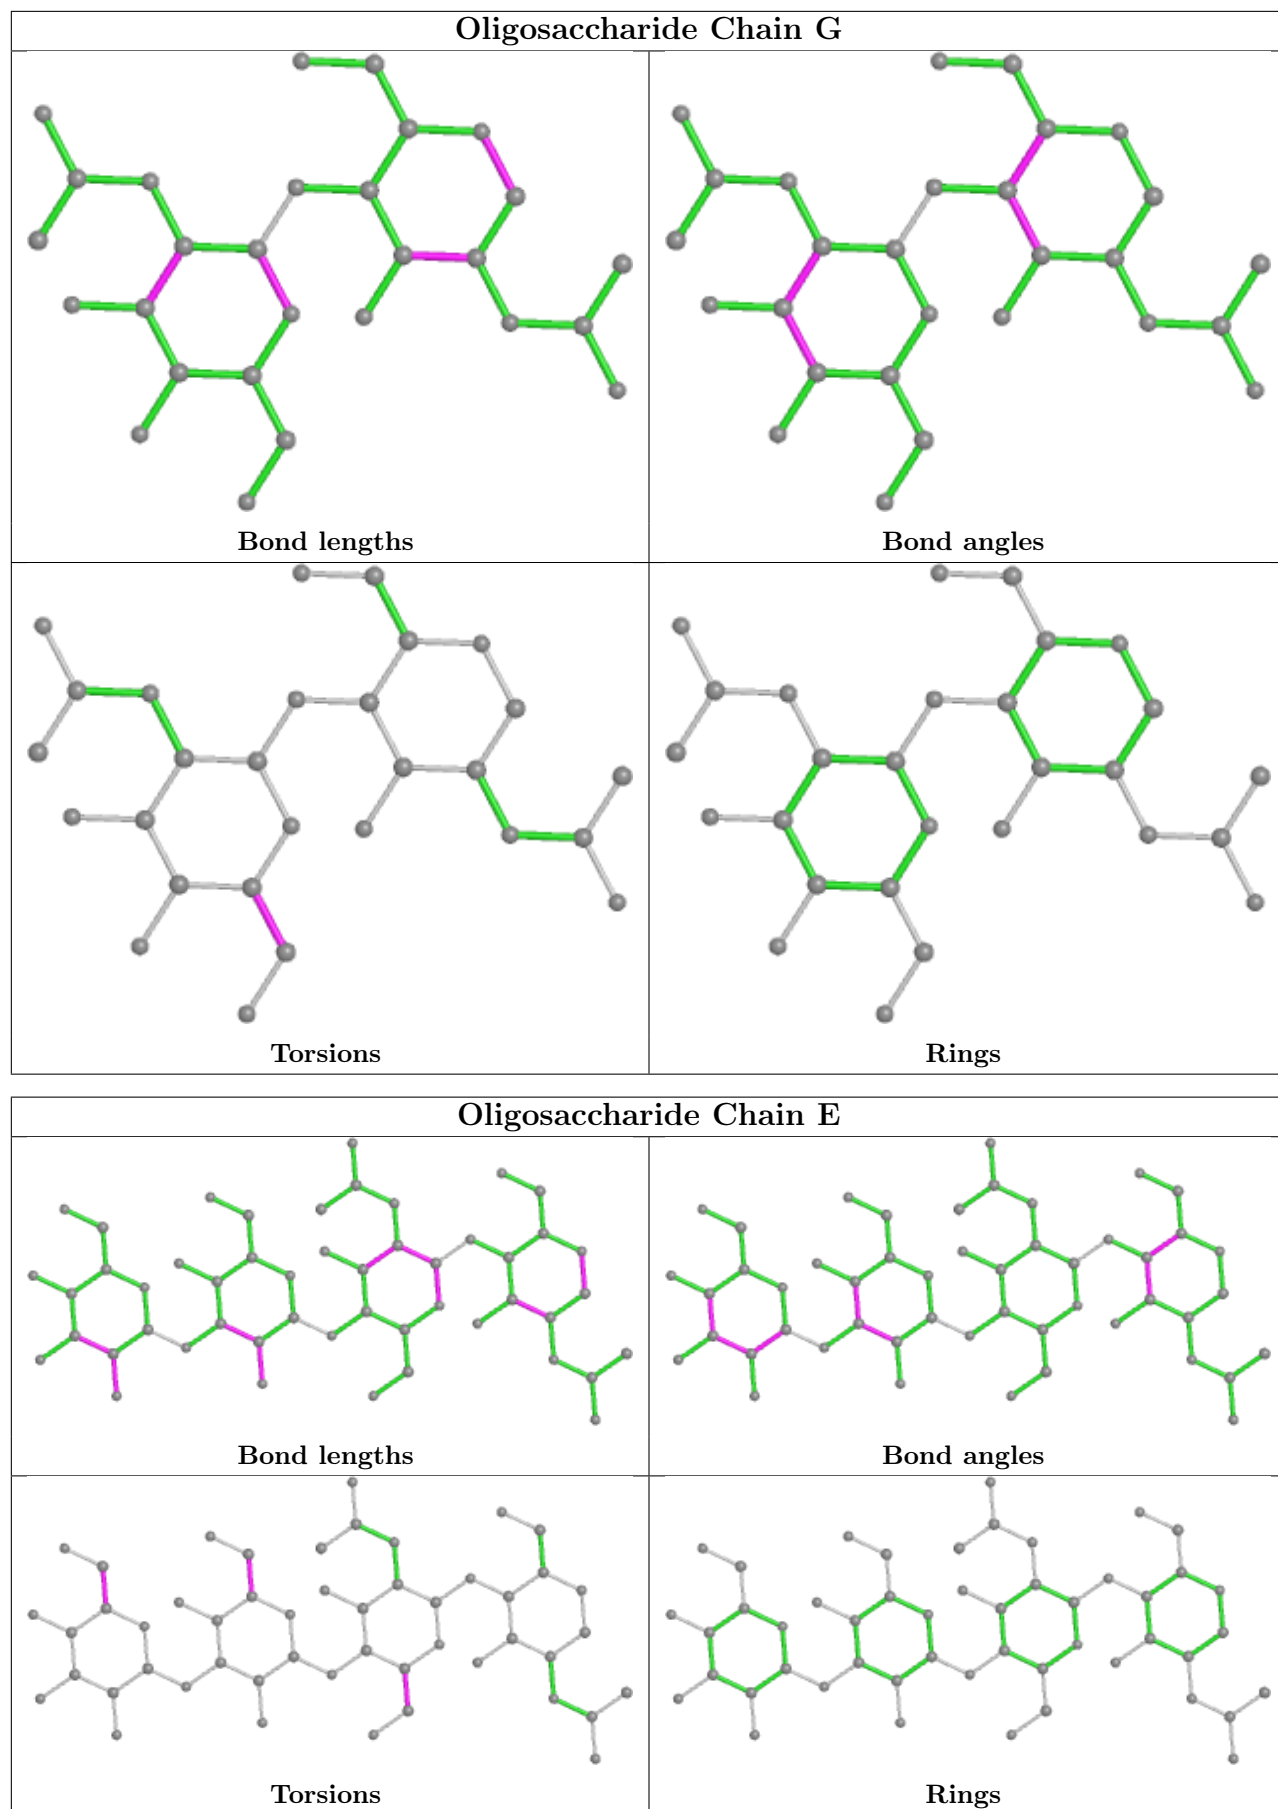 Oligosaccharide Chain G
Bond lengths
Bond angles
Torsions
Rings
Oligosaccharide Chain E
Bond lengths
Bond angles
Torsions
Rings